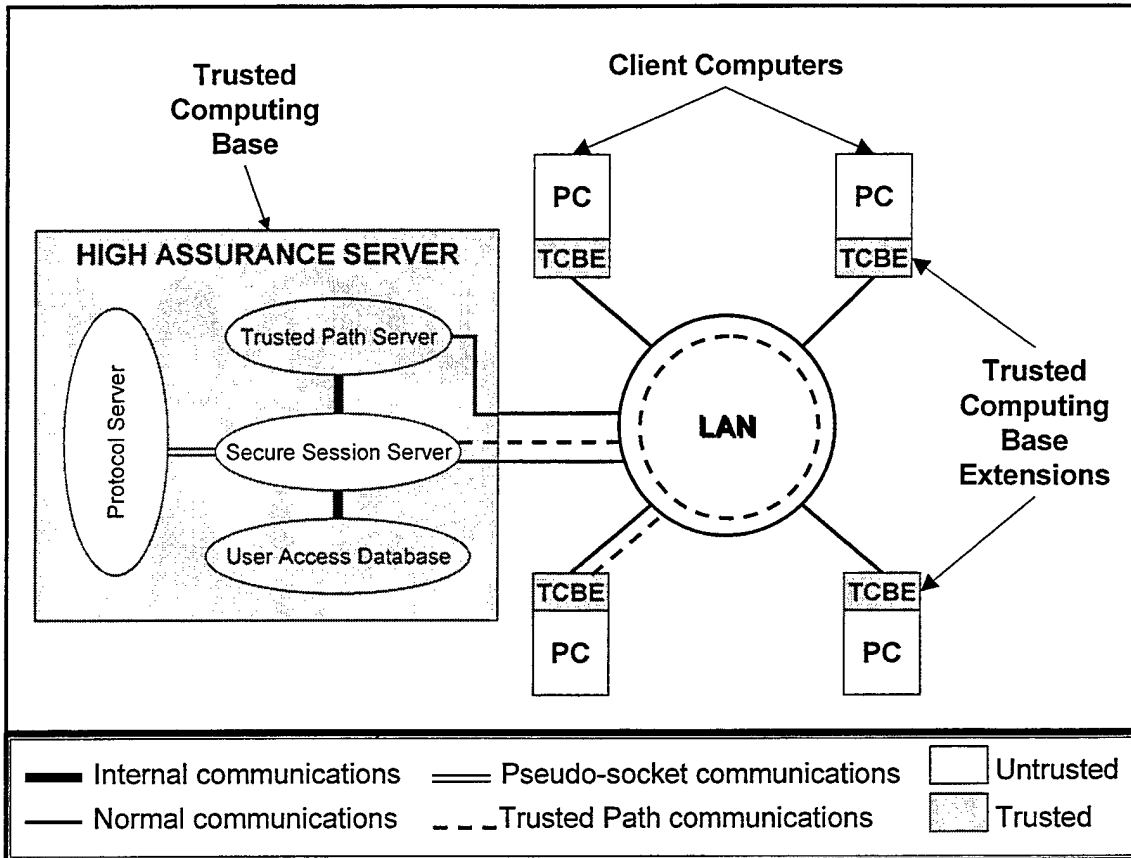 Trusted
Computing
Base
Client Computers
PC
TCBE
PC
TCBE
HIGH ASSURANCE SERVER
Trusted Path Server
Protocol Server
Secure Session Server
User Access Database
LAN
Trusted
Computing
Base
Extensions
TCBE
PC
TCBE
PC
Internal communications
Pseudo-socket communications
Untrusted
Normal communications
Trusted Path communications
Trusted